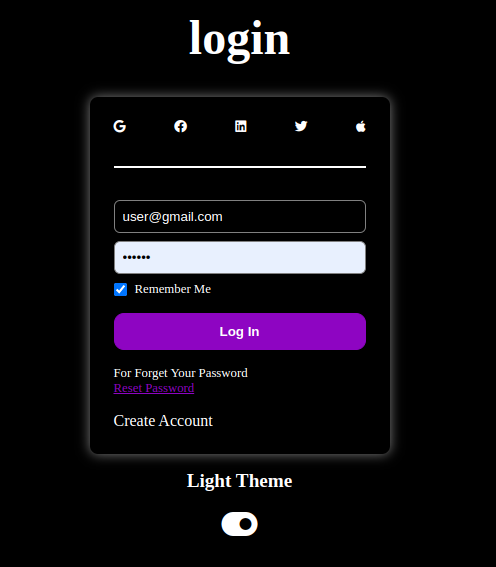 login
user@gmail.com
••••••
Remember Me
Log In
For Forget Your Password
Reset Password
Create Account
Light Theme